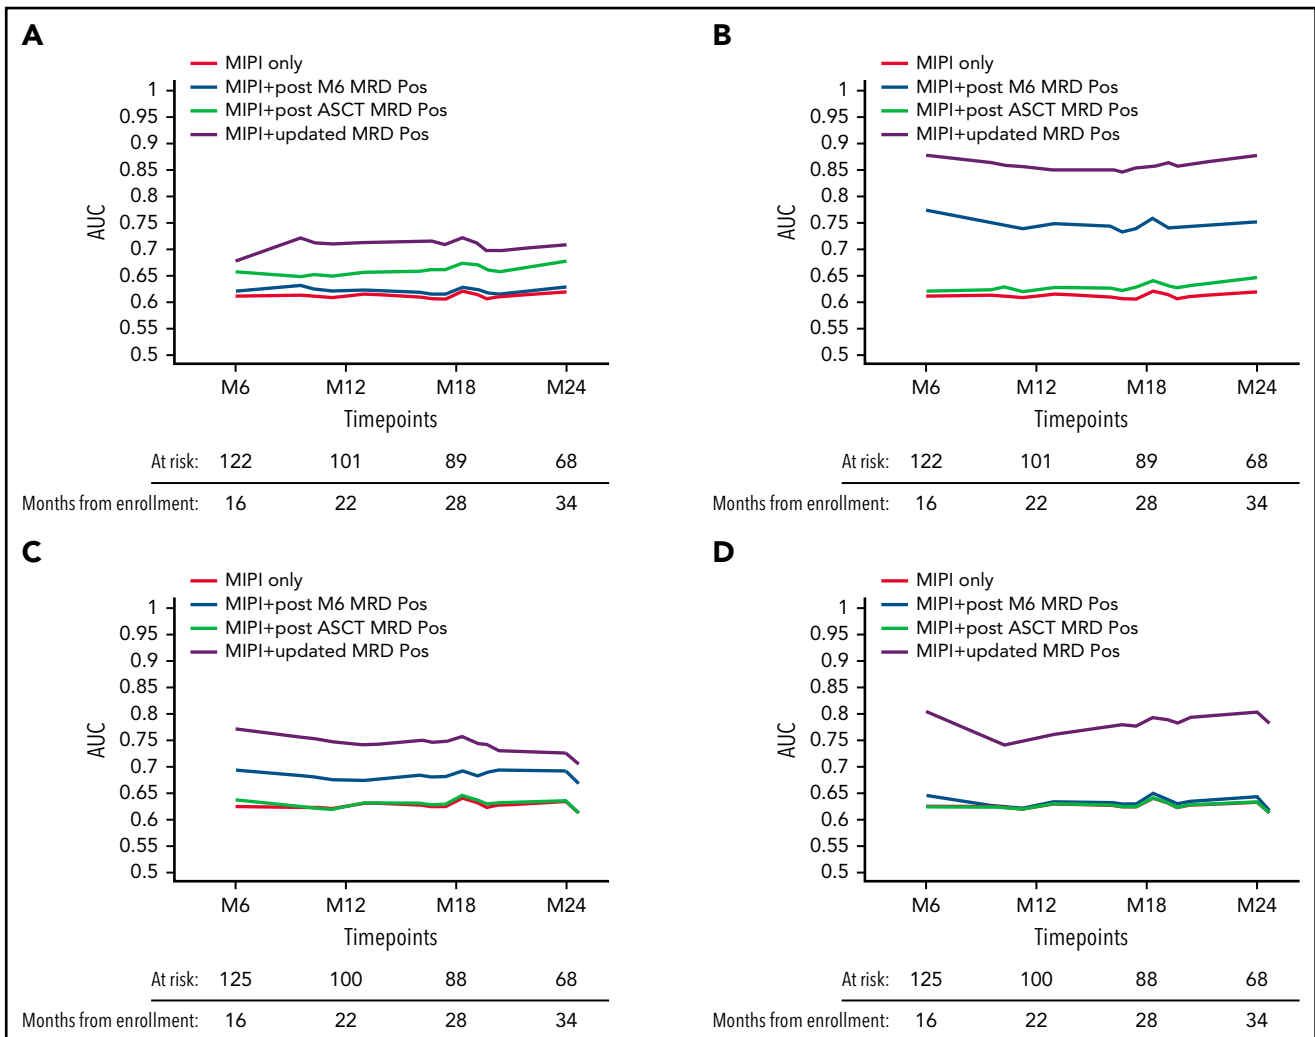 A
MIPI only
MIPI+post M6 MRD Pos
MIPI+post ASCT MRD Pos
MIPI+updated MRD Pos
1
0.95
0.9
0.85
0.8
0.75
0.7
0.65
0.6
0.55
0.5
AUC
M6 M12 M18 M24
Timepoints
At risk: 122 101 89 68
Months from enrollment: 16 22 28 34
B
MIPI only
MIPI+post M6 MRD Pos
MIPI+post ASCT MRD Pos
MIPI+updated MRD Pos
1
0.95
0.9
0.85
0.8
0.75
0.7
0.65
0.6
0.55
0.5
AUC
M6 M12 M18 M24
Timepoints
At risk: 122 101 89 68
Months from enrollment: 16 22 28 34
C
MIPI only
MIPI+post M6 MRD Pos
MIPI+post ASCT MRD Pos
MIPI+updated MRD Pos
1
0.95
0.9
0.85
0.8
0.75
0.7
0.65
0.6
0.55
0.5
AUC
M6 M12 M18 M24
Timepoints
At risk: 125 100 88 68
Months from enrollment: 16 22 28 34
D
MIPI only
MIPI+post M6 MRD Pos
MIPI+post ASCT MRD Pos
MIPI+updated MRD Pos
1
0.95
0.9
0.85
0.8
0.75
0.7
0.65
0.6
0.55
0.5
AUC
M6 M12 M18 M24
Timepoints
At risk: 125 100 88 68
Months from enrollment: 16 22 28 34